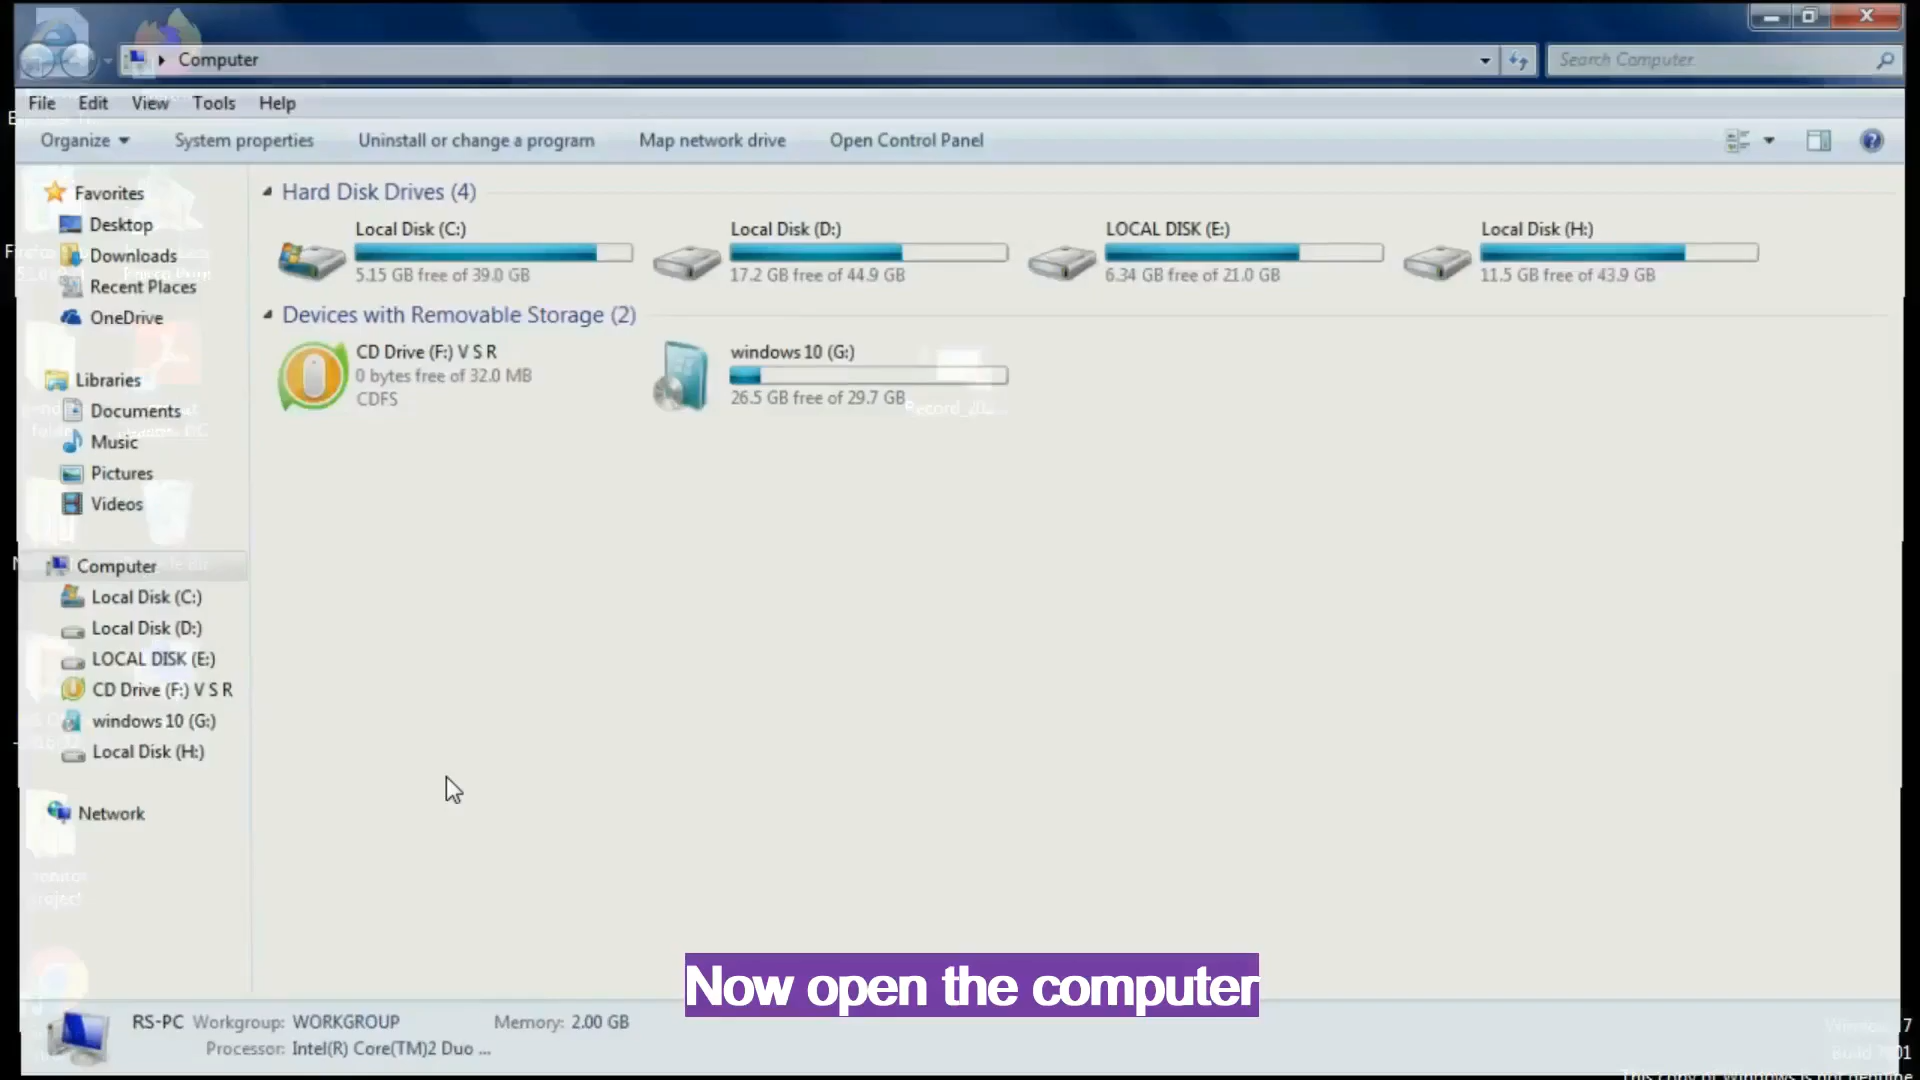 Computer
Search Computer
File Edit View Tools Help
Organize System properties Uninstall or change a program Map network drive Open Control Panel
Favorites
Desktop
Downloads
Recent Places
OneDrive
Libraries
Documents
Music
Pictures
Videos
Computer
Local Disk (C:)
Local Disk (D:)
LOCAL DISK (E:)
CD Drive (F:) V S R
windows 10 (G:)
Local Disk (H:)
Network
Hard Disk Drives (4)
Local Disk (C:)
5.15 GB free of 39.0 GB
Local Disk (D:)
17.2 GB free of 44.9 GB
LOCAL DISK (E:)
6.34 GB free of 21.0 GB
Local Disk (H:)
11.5 GB free of 43.9 GB
Devices with Removable Storage (2)
CD Drive (F:) V S R
0 bytes free of 32.0 MB
CDFS
windows 10 (G:)
26.5 GB free of 29.7 GB
Now open the computer
RS-PC Workgroup: WORKGROUP Memory: 2.00 GB
Processor: Intel(R) Core(TM)2 Duo ...